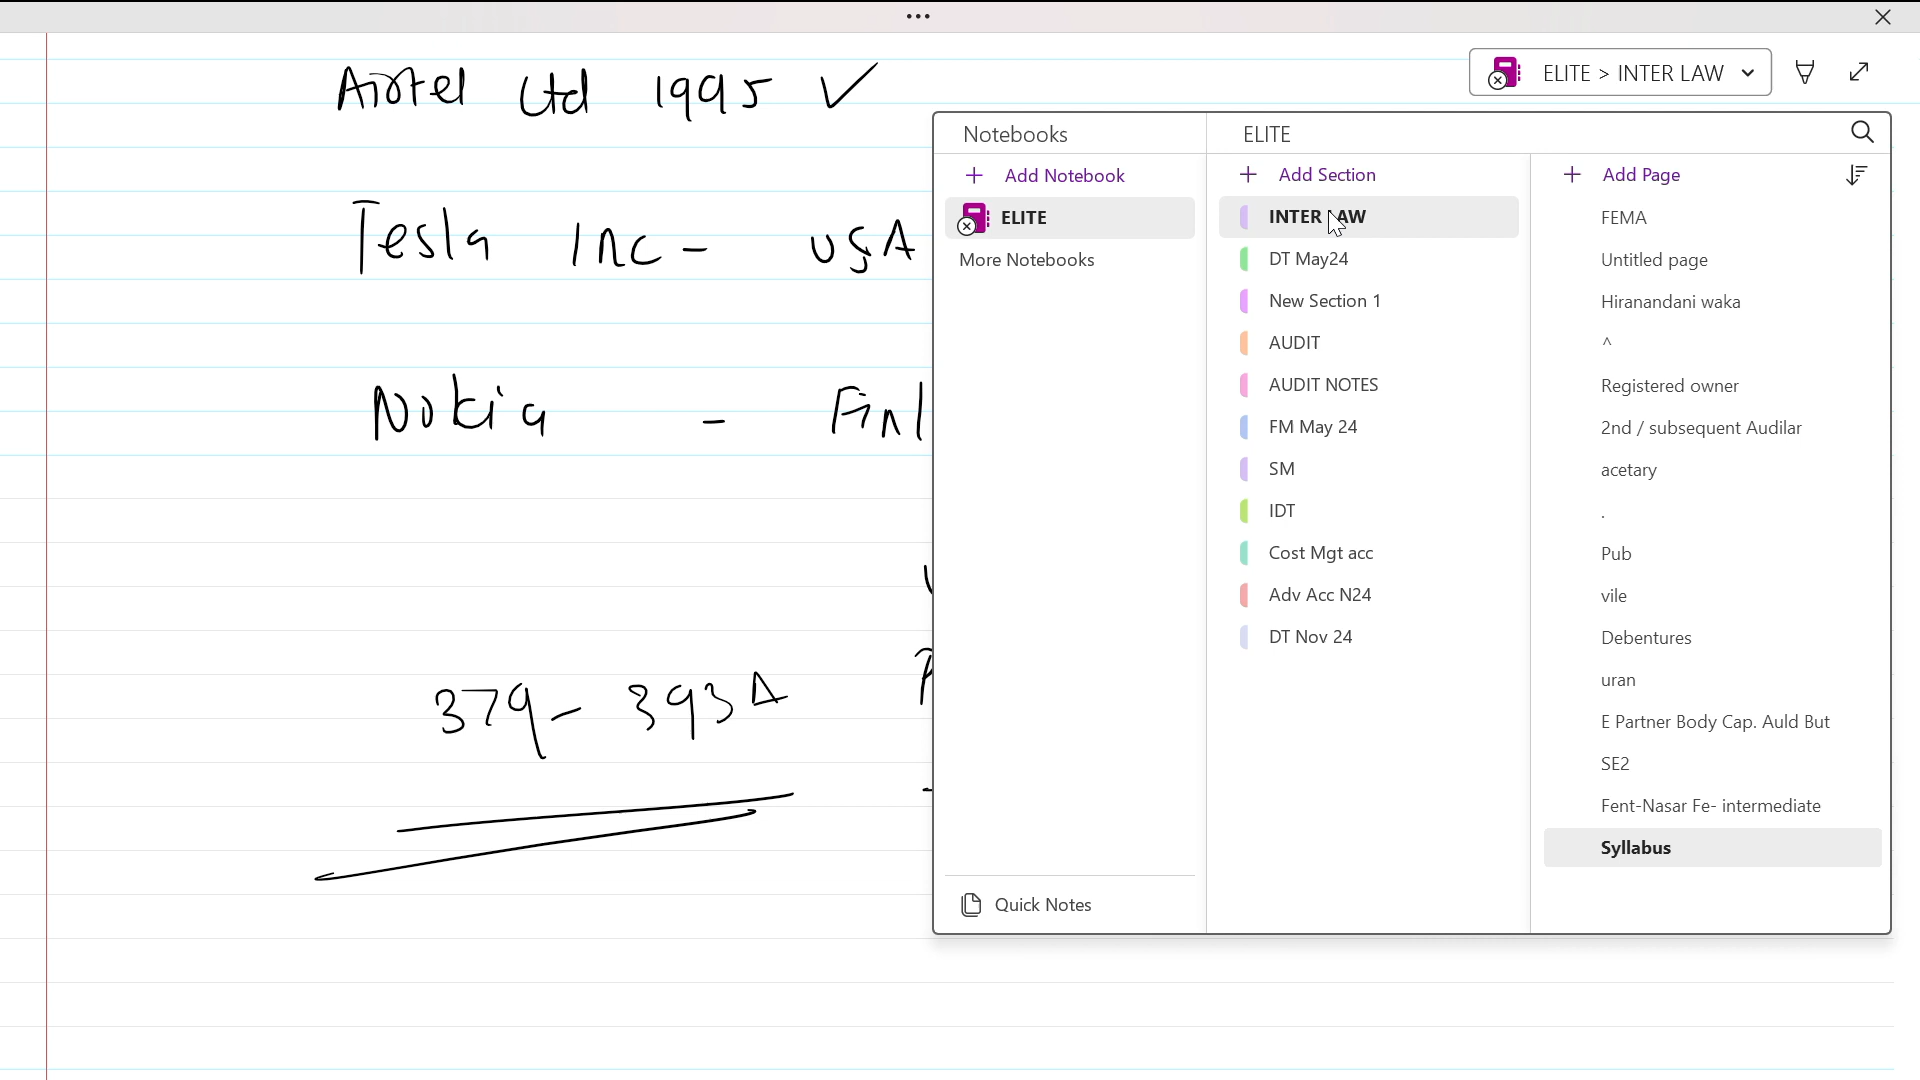 Airtel Ltd 1995 ✓
Tesla Inc - USA
Nokia - Finl
379 - 393A
ELITE > INTER LAW
Notebooks
Add Notebook
ELITE
More Notebooks
Quick Notes
ELITE
Add Section
INTER LAW
DT May24
New Section 1
AUDIT
AUDIT NOTES
FM May 24
SM
IDT
Cost Mgt acc
Adv Acc N24
DT Nov 24
Add Page
FEMA
Untitled page
Hiranandani waka
^
Registered owner
2nd / subsequent Audilar
acetary
.
Pub
vile
Debentures
uran
E Partner Body Cap. Auld But
SE2
Fent-Nasar Fe- intermediate
Syllabus